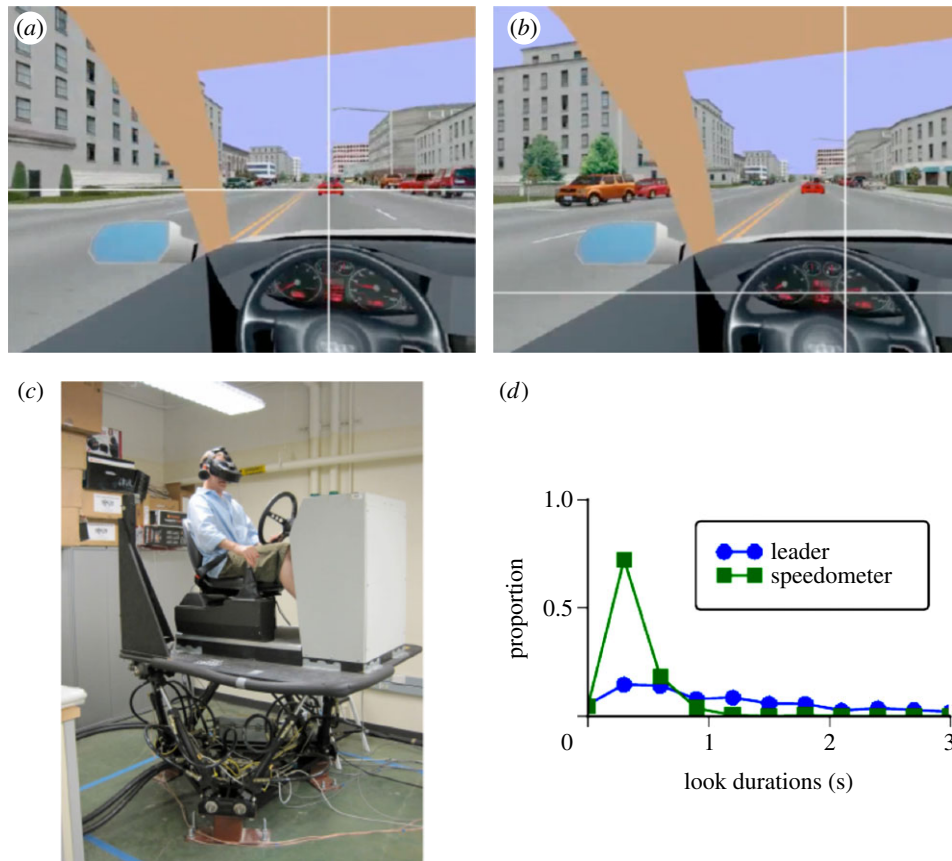 (a)
(b)
(c)
(d)
1.0
leader
speedometer
0.5
proportion
0
1
2
3
look durations (s)